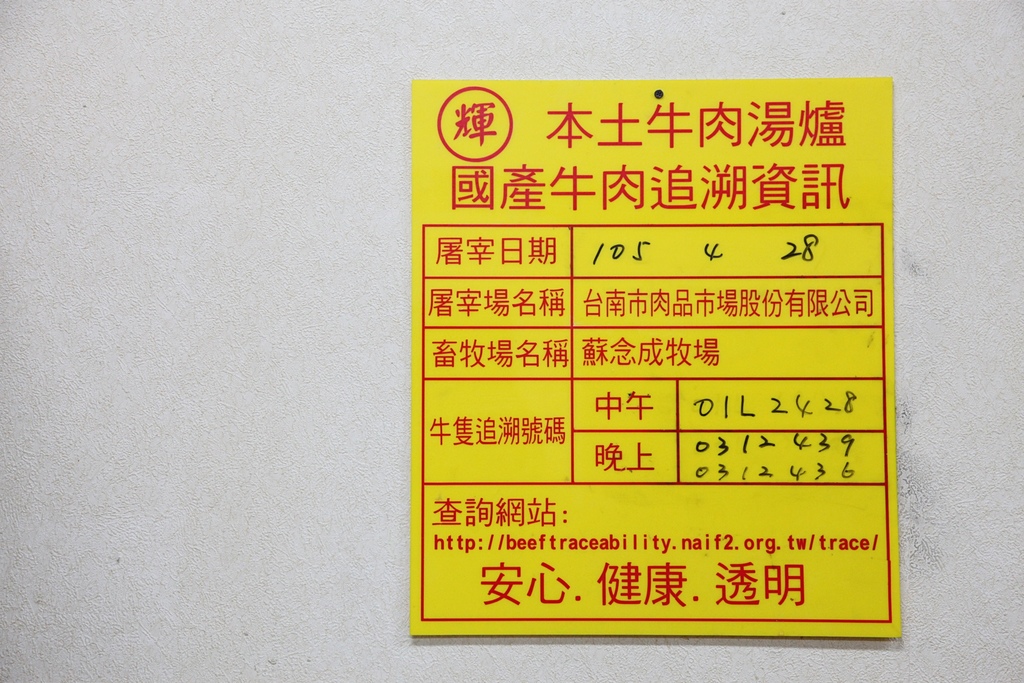 輝 本土牛肉湯爐
國產牛肉追溯資訊
屠宰日期 105 4 28
屠宰場名稱 台南市肉品市場股份有限公司
畜牧場名稱 蘇念成牧場
牛隻追溯號碼
中午 01L2428
晚上 0312439
0312436
查詢網站:
http://beeftraceability.naif2.org.tw/trace/
安心.健康.透明